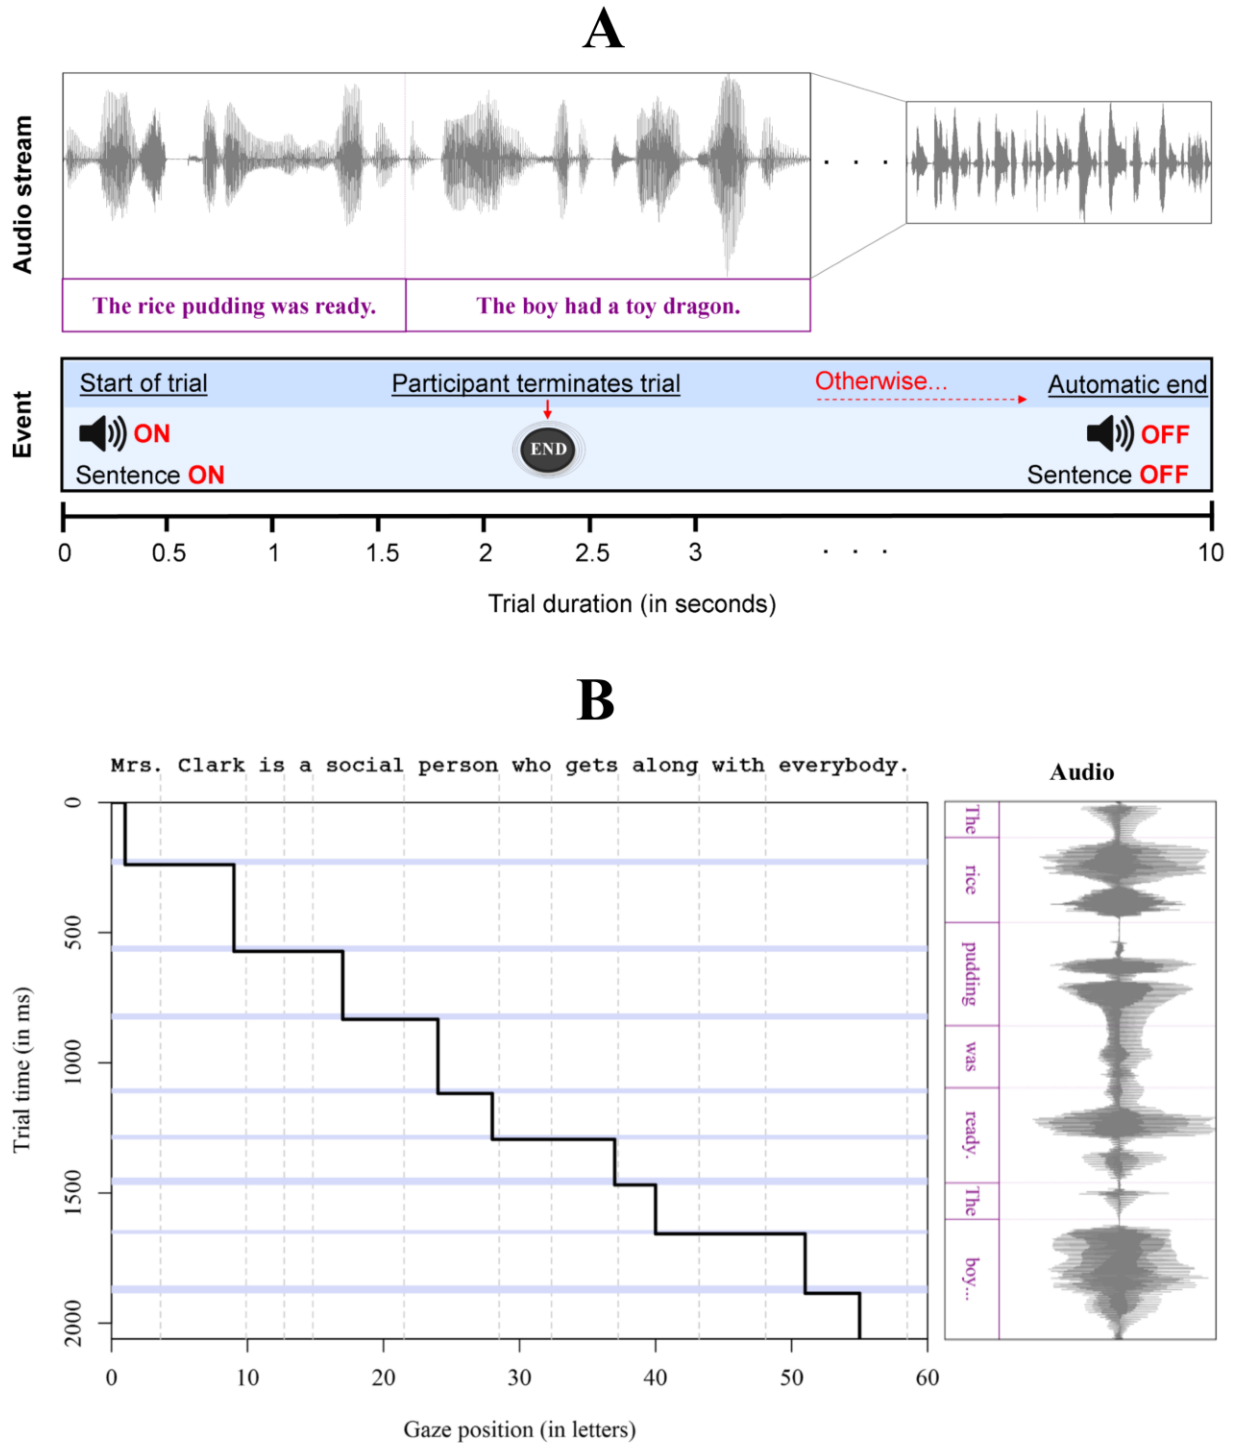 A
Audio stream
The rice pudding was ready.
The boy had a toy dragon.
. . .
Event
Start of trial
Participant terminates trial
Otherwise...
Automatic end
ON
END
OFF
Sentence ON
Sentence OFF
0 0.5 1 1.5 2 2.5 3 . . . 10
Trial duration (in seconds)
B
Mrs. Clark is a social person who gets along with everybody.
Audio
Trial time (in ms)
0
500
1000
1500
2000
The
rice
pudding
was
ready.
The
boy...
0 10 20 30 40 50 60
Gaze position (in letters)